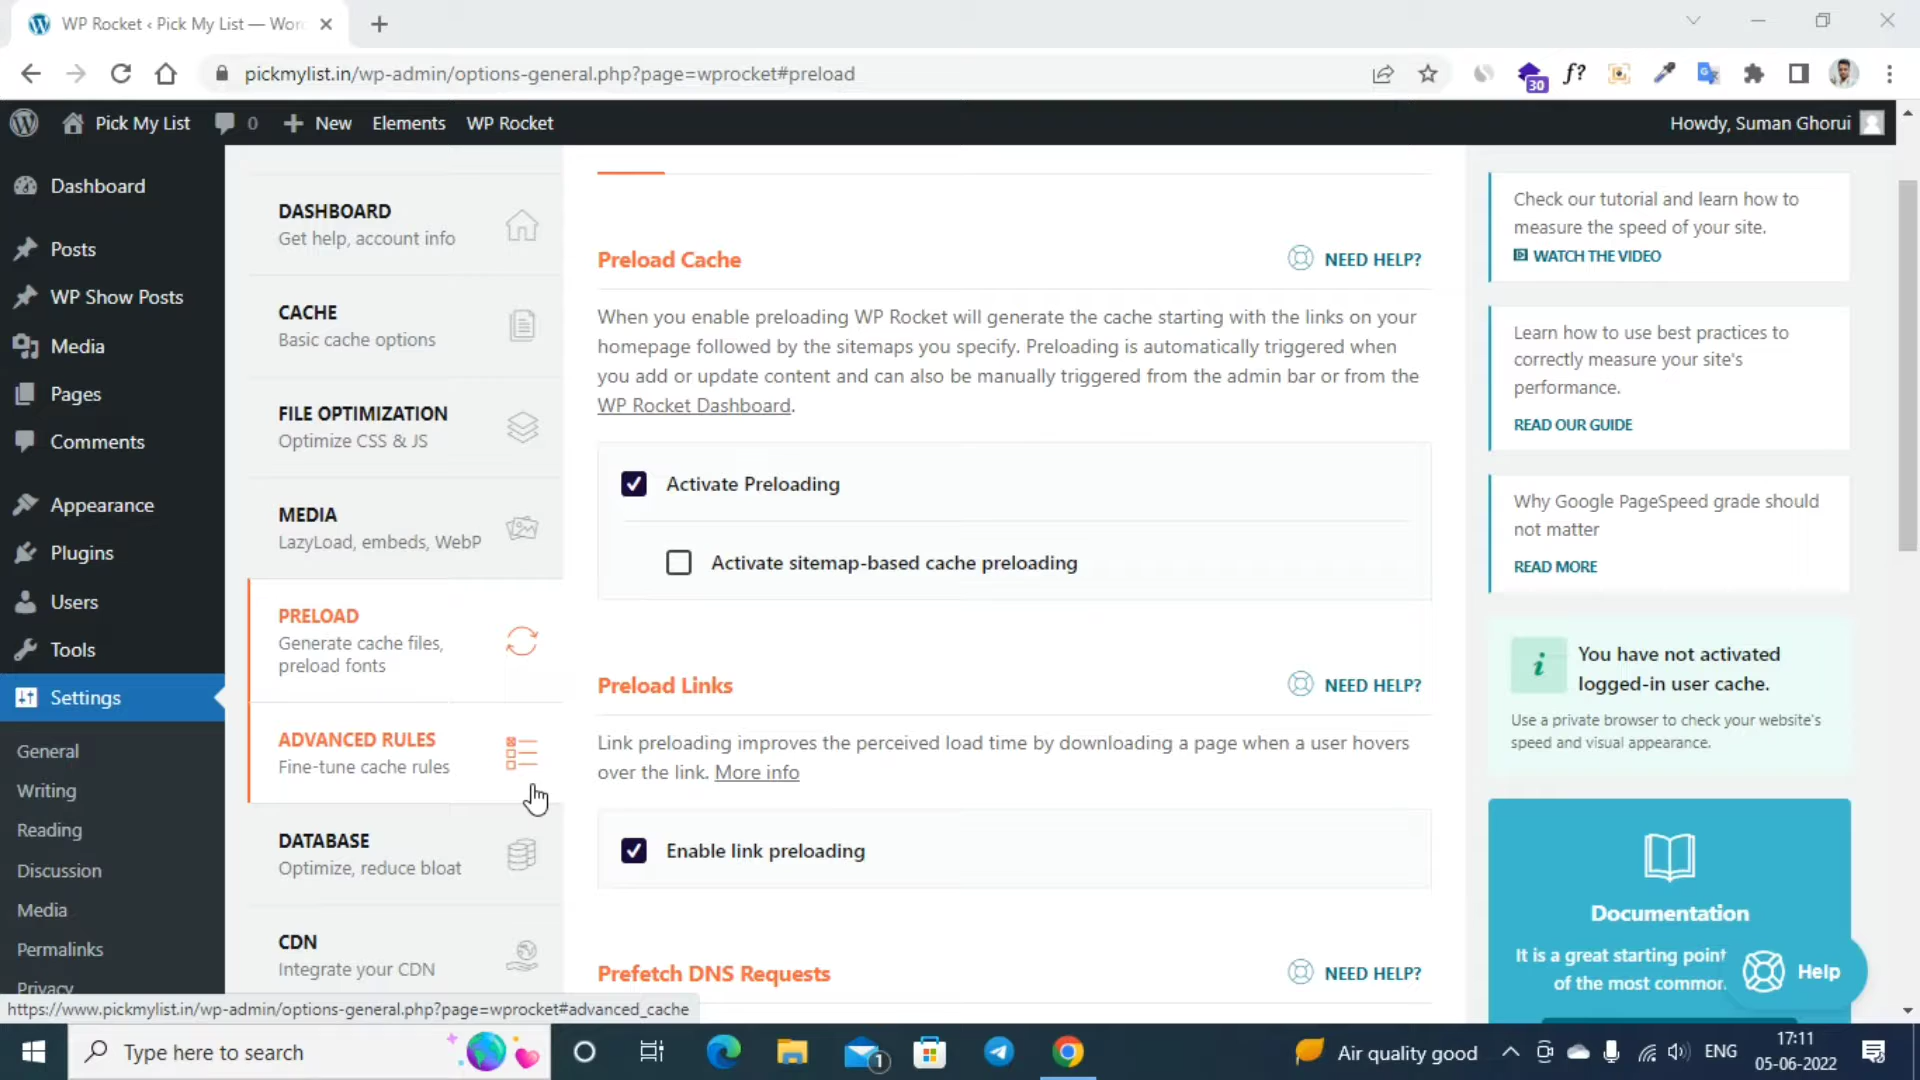 WP Rocket ‹ Pick My List — Wor
pickmylist.in/wp-admin/options-general.php?page=wprocket#preload
30
f?
Pick My List
0
New
Elements
WP Rocket
Howdy, Suman Ghorui
Dashboard
Posts
WP Show Posts
Media
Pages
Comments
Appearance
Plugins
Users
Tools
Settings
General
Writing
Reading
Discussion
Media
Permalinks
Privacy
DASHBOARD
Get help, account info
CACHE
Basic cache options
FILE OPTIMIZATION
Optimize CSS & JS
MEDIA
LazyLoad, embeds, WebP
PRELOAD
Generate cache files,
preload fonts
ADVANCED RULES
Fine-tune cache rules
DATABASE
Optimize, reduce bloat
CDN
Integrate your CDN
Preload Cache
NEED HELP?
When you enable preloading WP Rocket will generate the cache starting with the links on your
homepage followed by the sitemaps you specify. Preloading is automatically triggered when
you add or update content and can also be manually triggered from the admin bar or from the
WP Rocket Dashboard.
Activate Preloading
Activate sitemap-based cache preloading
Preload Links
NEED HELP?
Link preloading improves the perceived load time by downloading a page when a user hovers
over the link. More info
Enable link preloading
Prefetch DNS Requests
NEED HELP?
Check our tutorial and learn how to
measure the speed of your site.
WATCH THE VIDEO
Learn how to use best practices to
correctly measure your site's
performance.
READ OUR GUIDE
Why Google PageSpeed grade should
not matter
READ MORE
You have not activated
logged-in user cache.
Use a private browser to check your website's
speed and visual appearance.
Documentation
It is a great starting point
of the most common
Help
https://www.pickmylist.in/wp-admin/options-general.php?page=wprocket#advanced_cache
Type here to search
1
Air quality good
ENG
17:11
05-06-2022